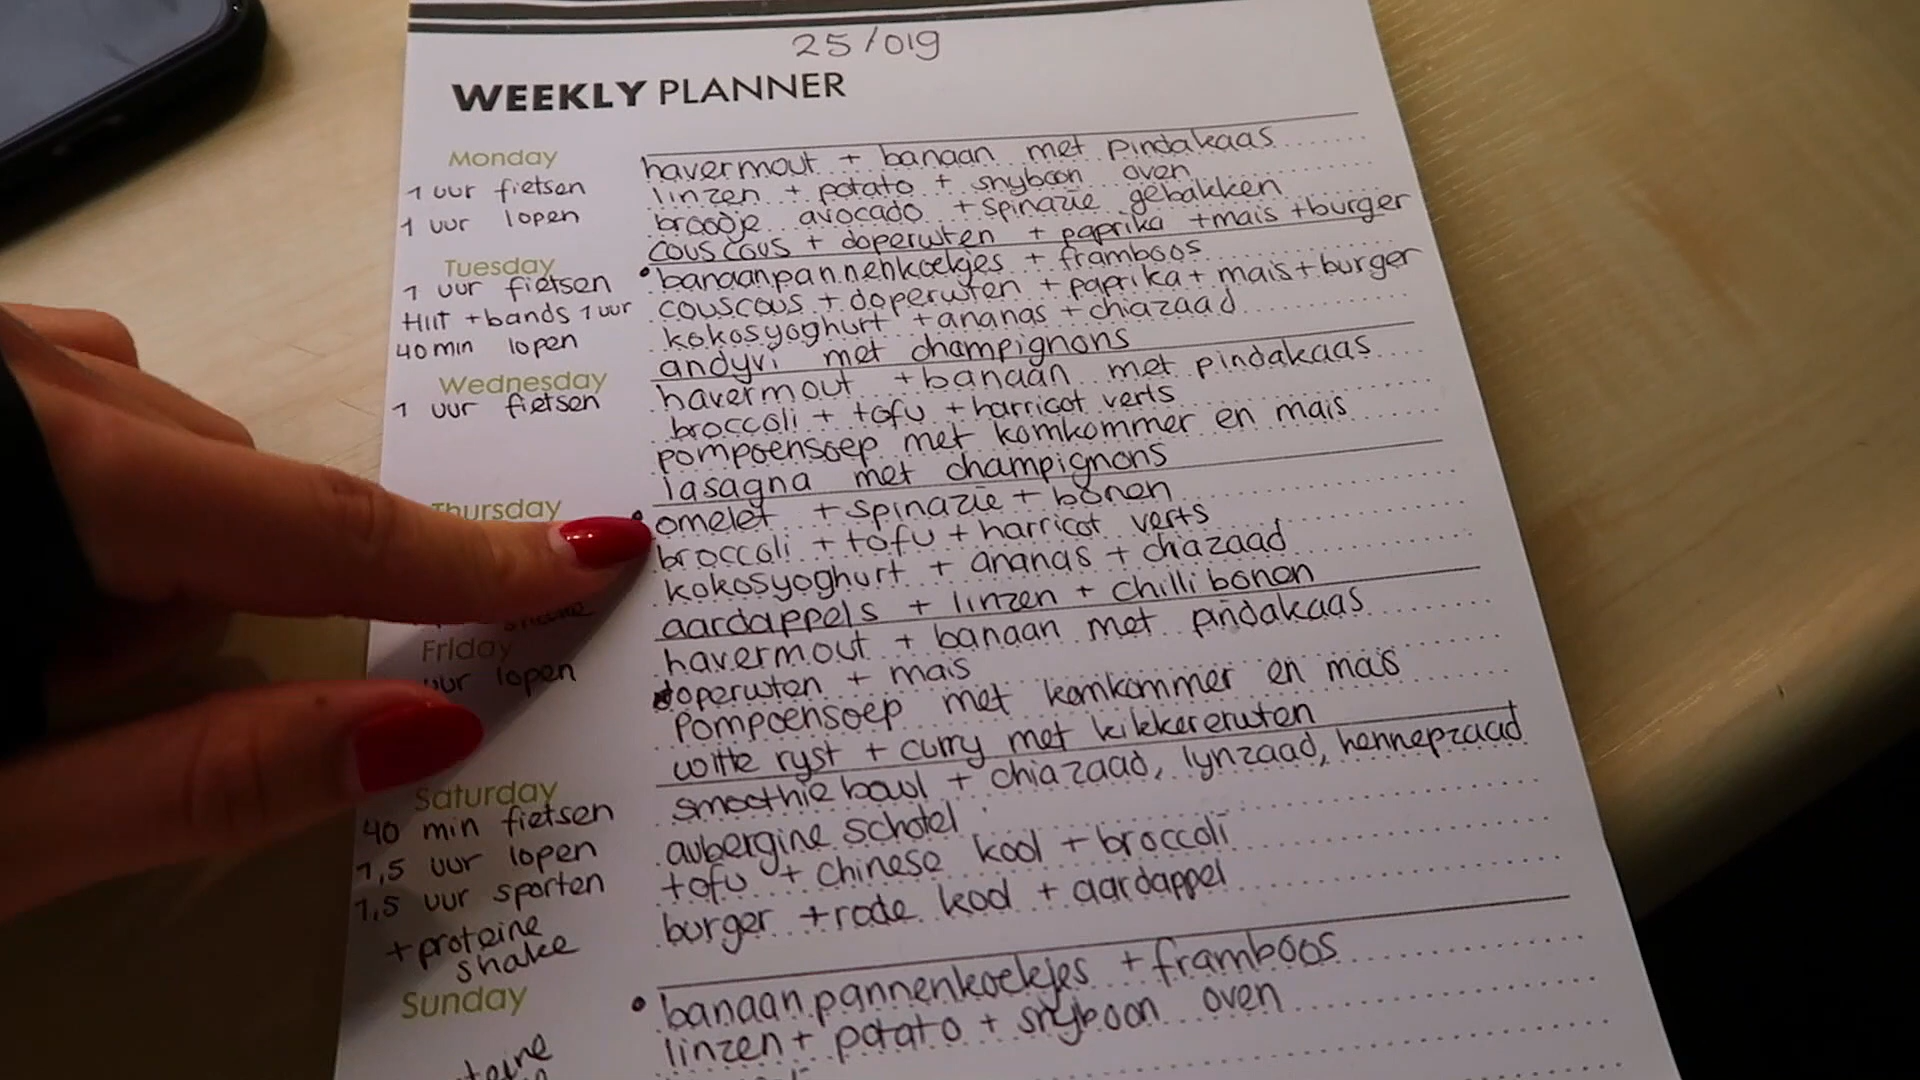 25/019
WEEKLY PLANNER
Monday
1 uur fietsen
1 uur lopen
havermout + banaan met pindakaas
linzen + potato + snyboon oven
broodje avocado + spinazie gebakken
couscous + doperwten + paprika + mais + burger
Tuesday
1 uur fietsen
HIIT + bands 1 uur
40 min lopen
• banaanpannenkoekjes + framboos
couscous + doperwten + paprika + mais + burger
kokosyoghurt + ananas + chiazaad
andyvi met champignons
Wednesday
1 uur fietsen
havermout + banaan met pindakaas
broccoli + tofu + harricot verts
pompoensoep met komkommer en mais
lasagna met champignons
Thursday
• omelet + spinazie + bonen
broccoli + tofu + harricot verts
kokosyoghurt + ananas + chiazaad
aardappels + linzen + chilli bonen
Friday
uur lopen
havermout + banaan met pindakaas
doperwten + mais
pompoensoep met komkommer en mais
witte ryst + curry met kikkererwten
Saturday
40 min fietsen
1,5 uur lopen
1,5 uur sporten
+ proteine
shake
smoothie bowl + chiazaad, lynzaad, hennepzaad
aubergine schotel
tofu + chinese kool + broccoli
burger + rode kool + aardappel
Sunday
• banaanpannenkoekjes + framboos
linzen + potato + snyboon oven